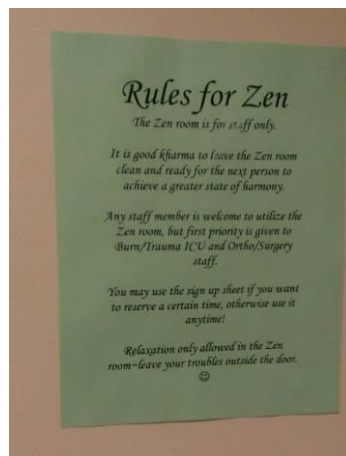 Rules for Zen
The Zen room is for staff only.
It is good kharma to leave the Zen room
clean and ready for the next person to
achieve a greater state of harmony.
Any staff member is welcome to utilize the
Zen room, but first priority is given to
Burn/Trauma ICU and Ortho/Surgery
staff.
You may use the sign up sheet if you want
to reserve a certain time, otherwise use it
anytime!
Relaxation only allowed in the Zen
room~leave your troubles outside the door.
☺